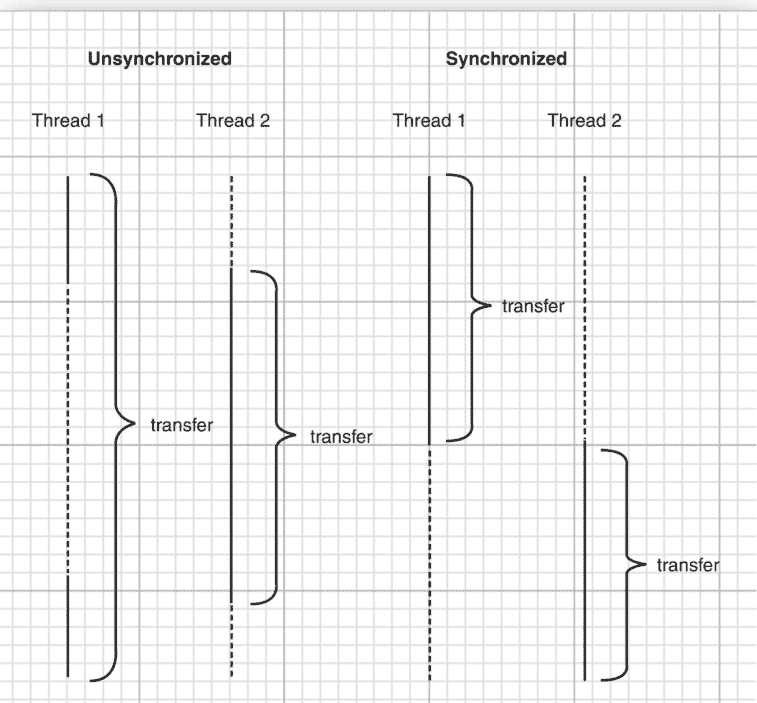 Unsynchronized
Synchronized
Thread 1
Thread 2
Thread 1
Thread 2
transfer
transfer
transfer
transfer